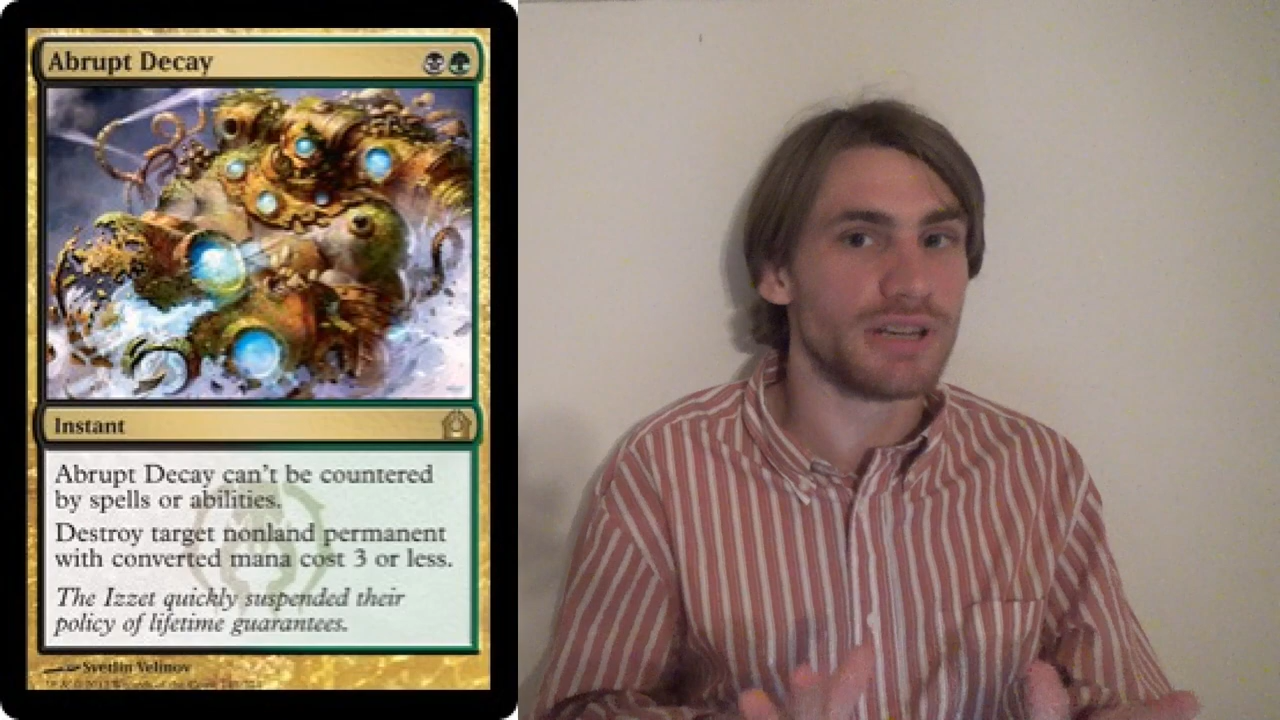 Abrupt Decay
Instant
Abrupt Decay can't be countered
by spells or abilities.
Destroy target nonland permanent
with converted mana cost 3 or less.
The Izzet quickly suspended their
policy of lifetime guarantees.
Svetlin Velinov